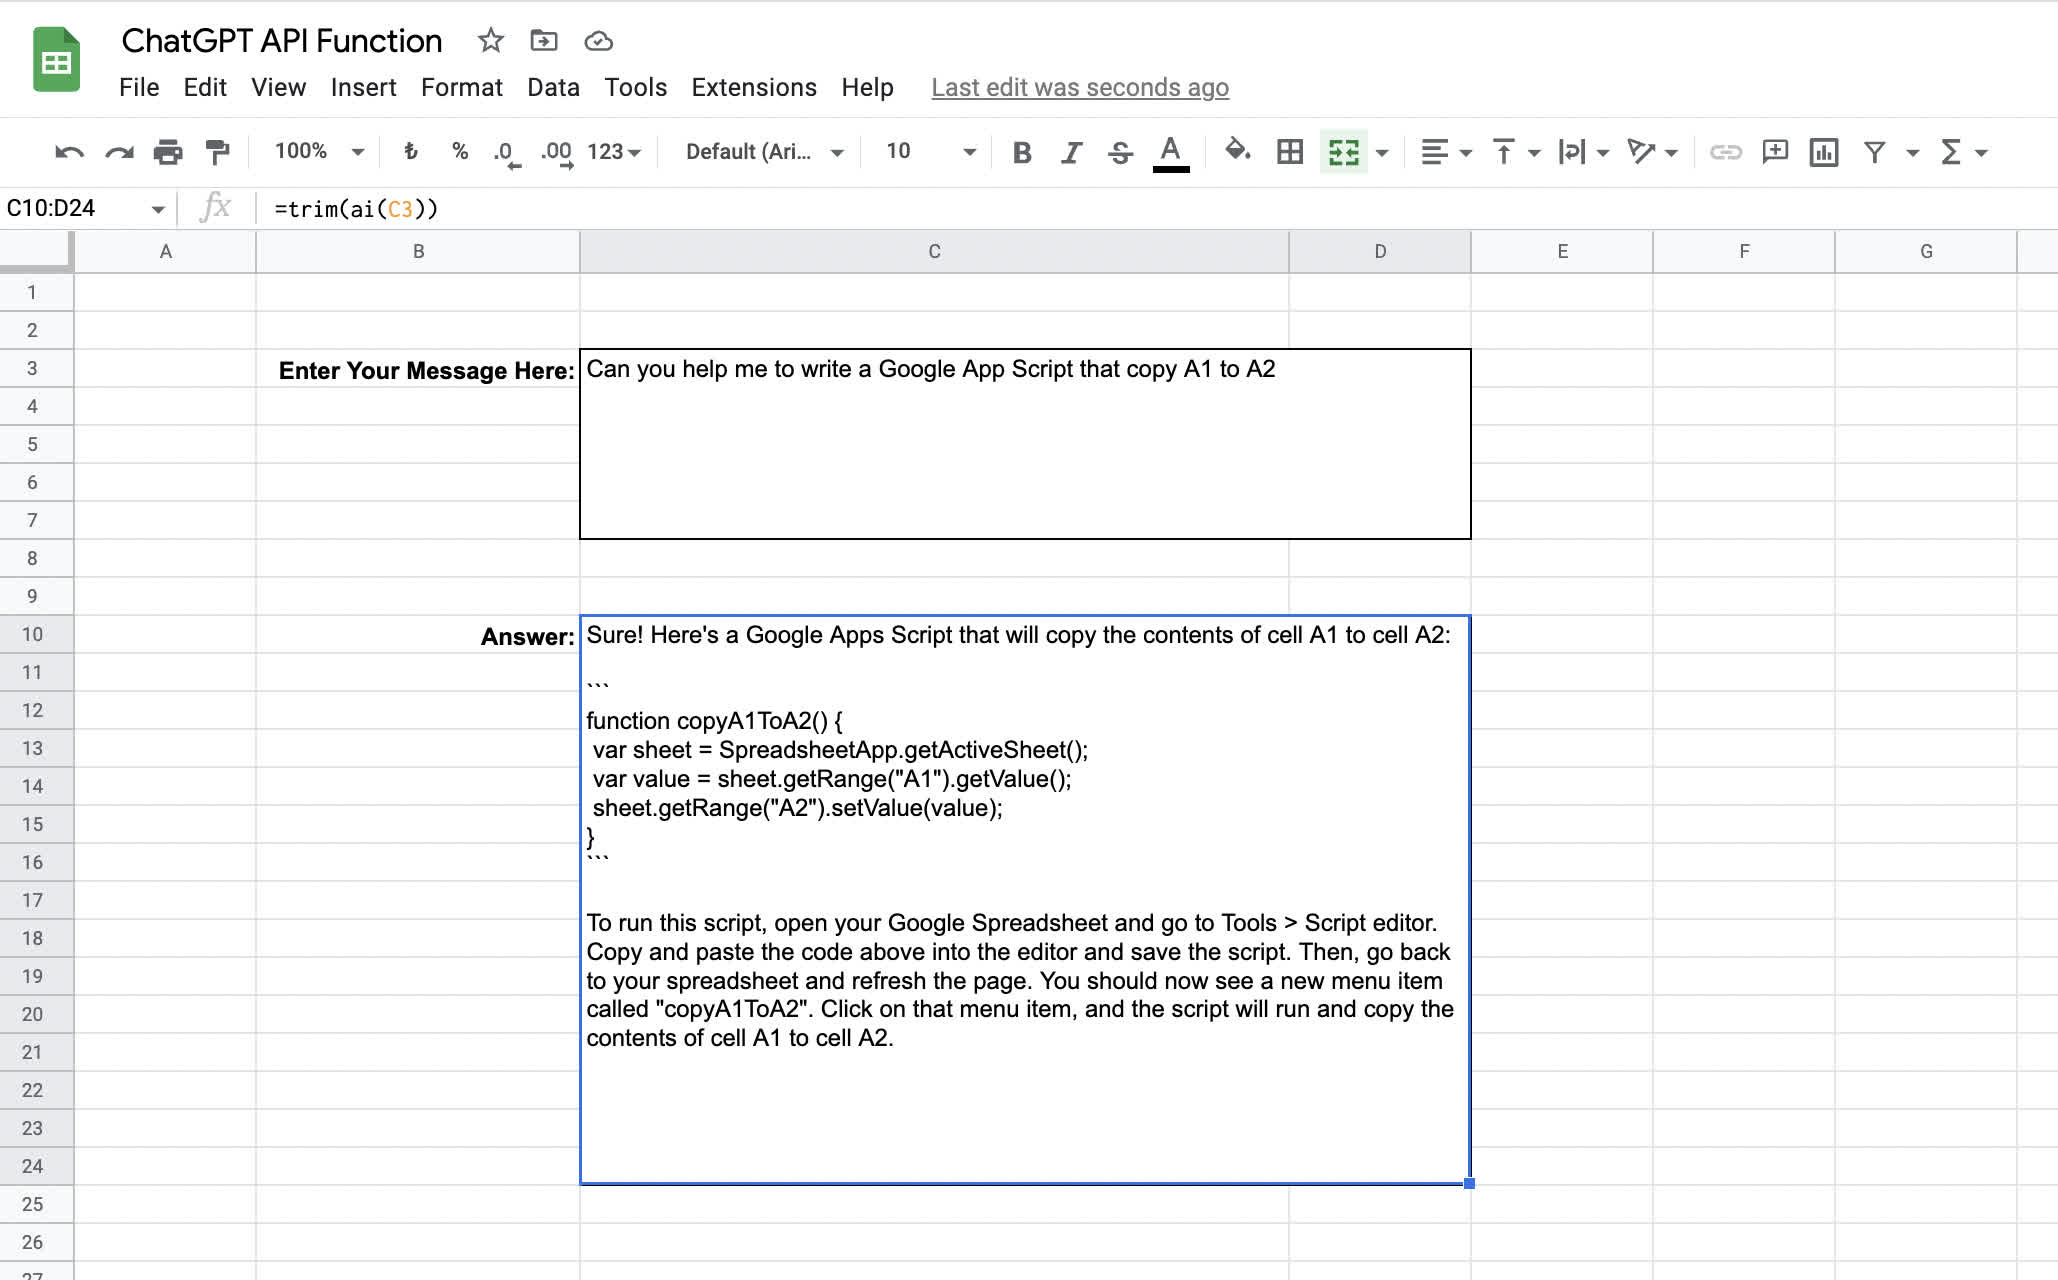 ChatGPT API Function
File Edit View Insert Format Data Tools Extensions Help Last edit was seconds ago
100% ₺ % .0 .00 123 Default (Ari... 10 B I S A
C10:D24 fx =trim(ai(C3))
A B C D E F G
1
2
3 Enter Your Message Here: Can you help me to write a Google App Script that copy A1 to A2
4
5
6
7
8
9
10 Answer: Sure! Here's a Google Apps Script that will copy the contents of cell A1 to cell A2:
11
```
12
function copyA1ToA2() {
13 var sheet = SpreadsheetApp.getActiveSheet();
14 var value = sheet.getRange("A1").getValue();
15 sheet.getRange("A2").setValue(value);
}
16 ```
17
To run this script, open your Google Spreadsheet and go to Tools > Script editor.
18
Copy and paste the code above into the editor and save the script. Then, go back
19 to your spreadsheet and refresh the page. You should now see a new menu item
20 called "copyA1ToA2". Click on that menu item, and the script will run and copy the
21 contents of cell A1 to cell A2.
22
23
24
25
26
27